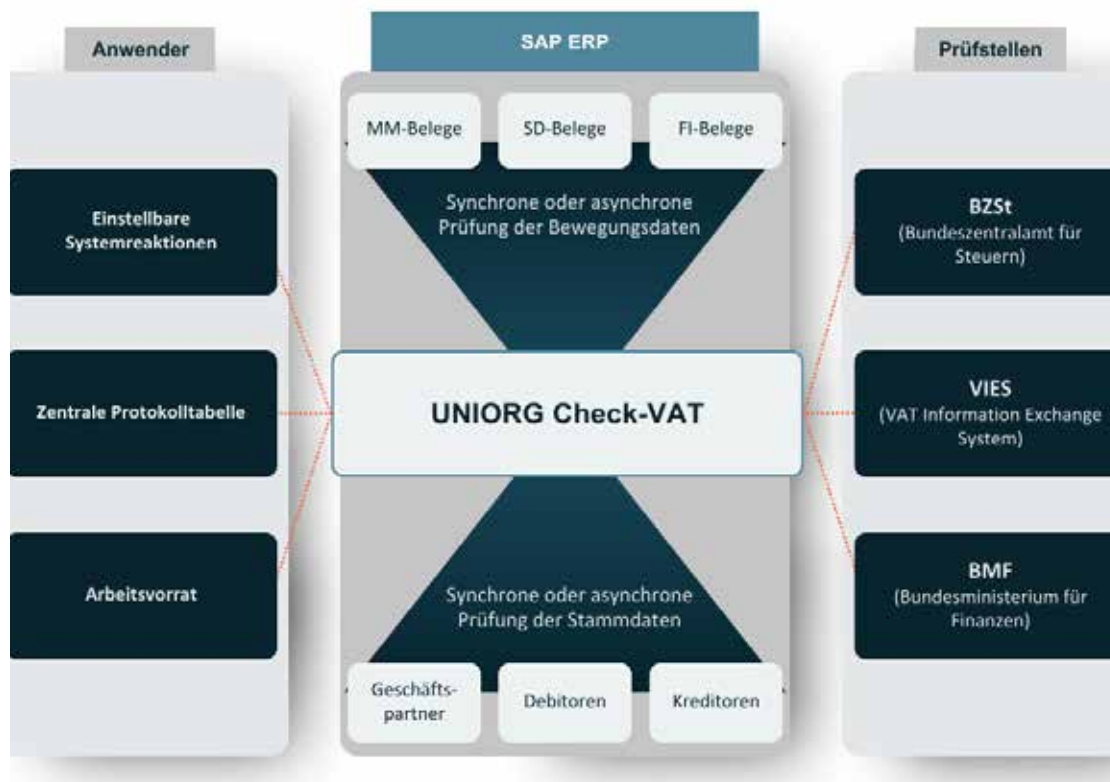 Anwender
Einstellbare
Systemreaktionen
Zentrale Protokolltabelle
Arbeitsvorrat
SAP ERP
MM-Belege
SD-Belege
FI-Belege
Synchrone oder asynchrone
Prüfung der Bewegungsdaten
UNIORG Check-VAT
Synchrone oder asynchrone
Prüfung der Stammdaten
Geschäfts-
partner
Debitoren
Kreditoren
Prüfstellen
BZSt
(Bundeszentralamt für
Steuern)
VIES
(VAT Information Exchange
System)
BMF
(Bundesministerium für
Finanzen)